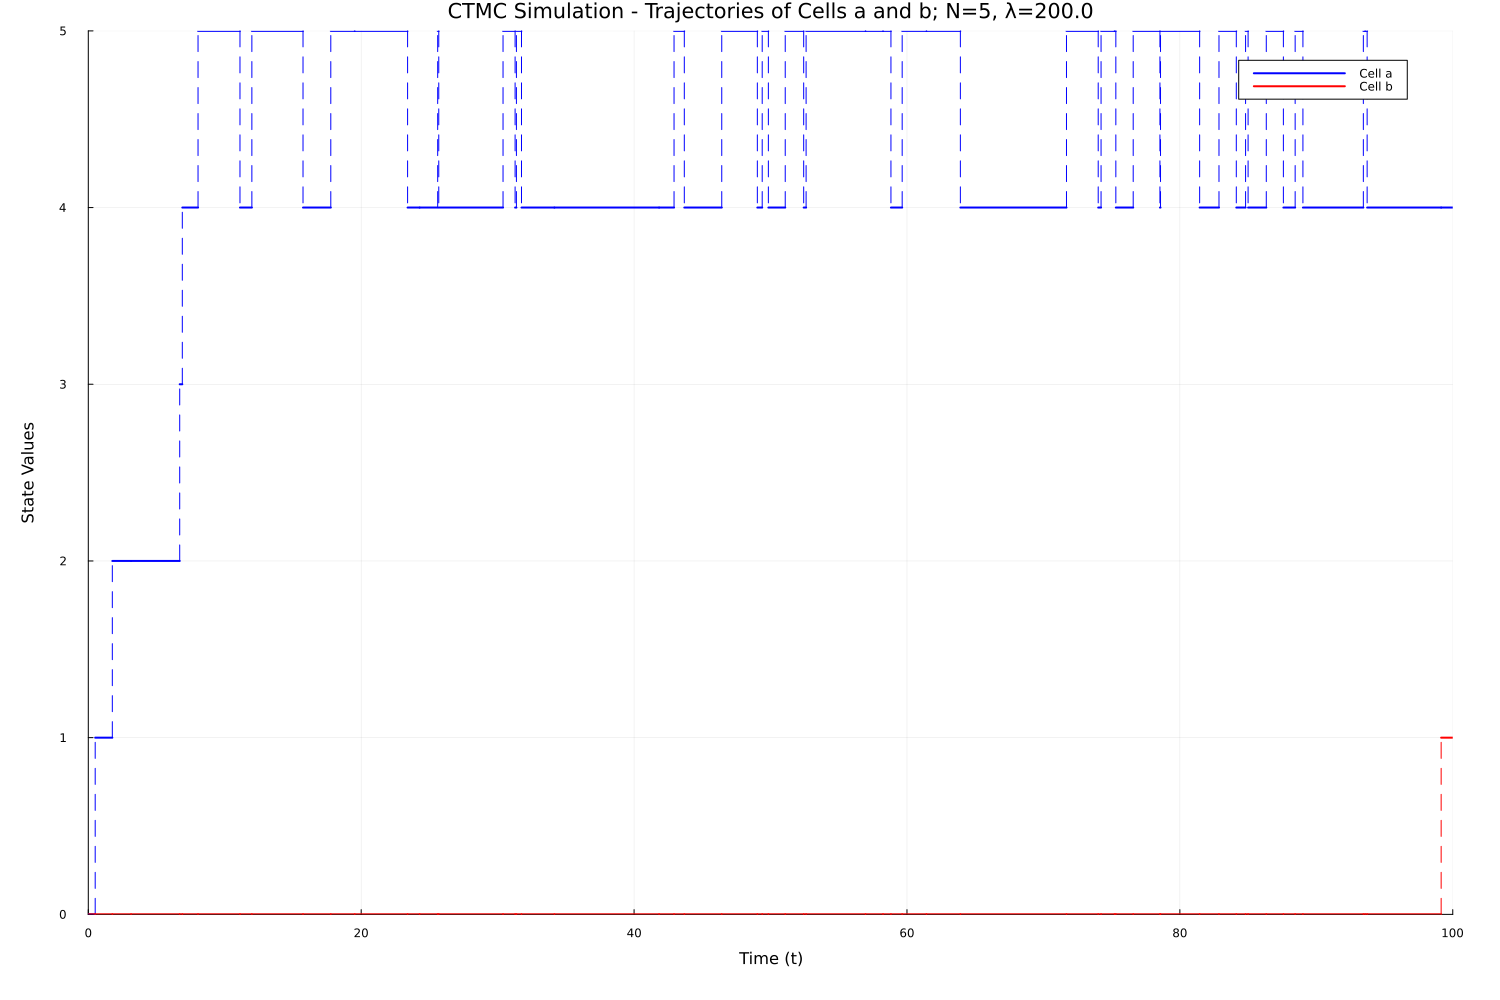 CTMC Simulation - Trajectories of Cells a and b; N=5, λ=200.0
5
Cell a
Cell b
4
3
State Values
2
1
0
0 20 40 60 80 100
Time (t)